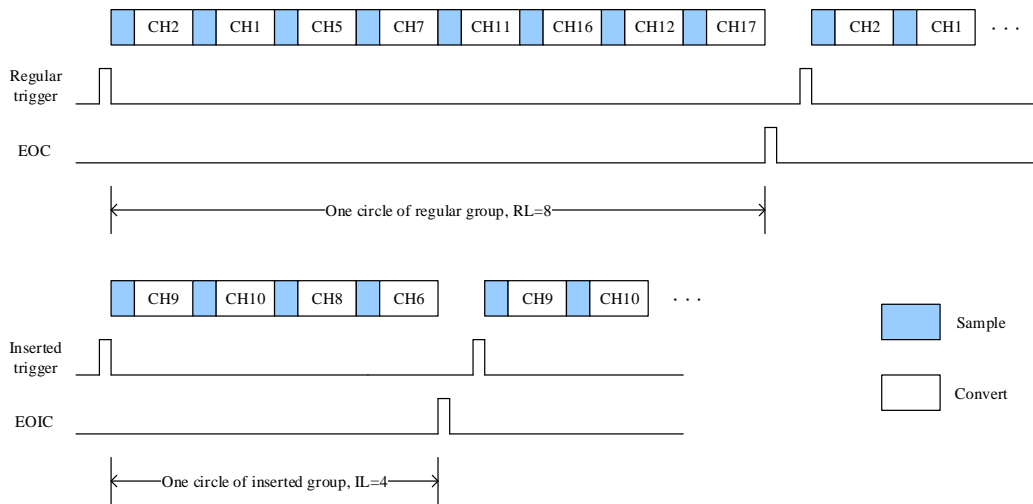 CH2 CH1 CH5 CH7 CH11 CH16 CH12 CH17 CH2 CH1 . . .
Regular
trigger
EOC
One circle of regular group, RL=8
CH9 CH10 CH8 CH6 CH9 CH10 . . .
Sample
Inserted
trigger
Convert
EOIC
One circle of inserted group, IL=4